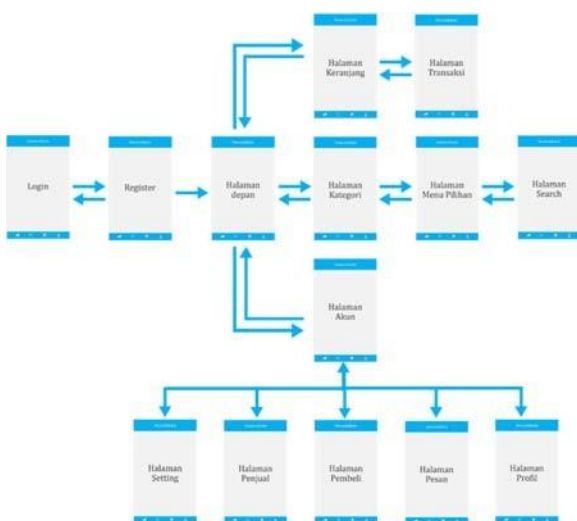 Halaman
Keranjang
Halaman
Transaksi
Login
Register
Halaman
depan
Halaman
Kategori
Halaman
Menu Pilihan
Halaman
Search
Halaman
Akun
Halaman
Setting
Halaman
Penjual
Halaman
Pembeli
Halaman
Pesan
Halaman
Profil